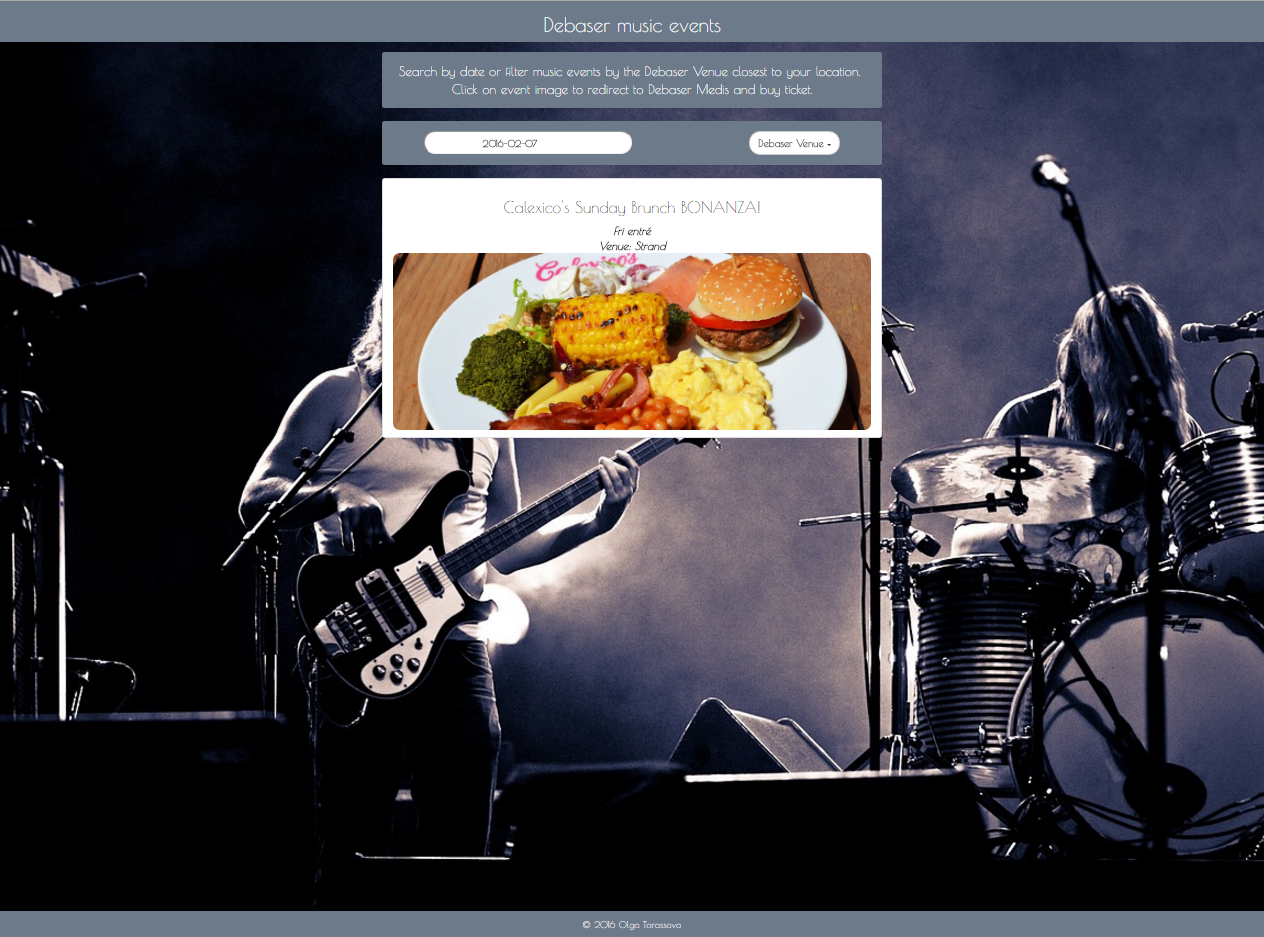 Debaser music events
Search by date or filter music events by the Debaser Venue closest to your location.
Click on event image to redirect to Debaser Medis and buy ticket.
2016-02-07
Debaser Venue
Calexico's Sunday Brunch BONANZA!
Fri entré
Venue: Strand
Calexico's
© 2016 Olga Tarassova